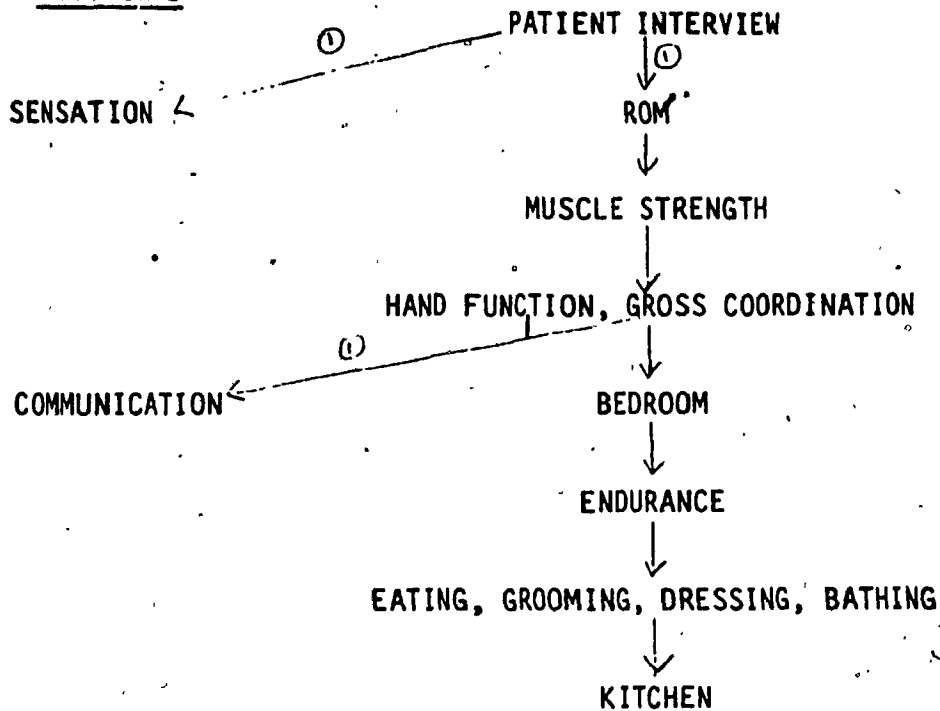 PATIENT INTERVIEW
① ①
SENSATION ROM
MUSCLE STRENGTH
HAND FUNCTION, GROSS COORDINATION
(1)
COMMUNICATION BEDROOM
ENDURANCE
EATING, GROOMING, DRESSING, BATHING
KITCHEN